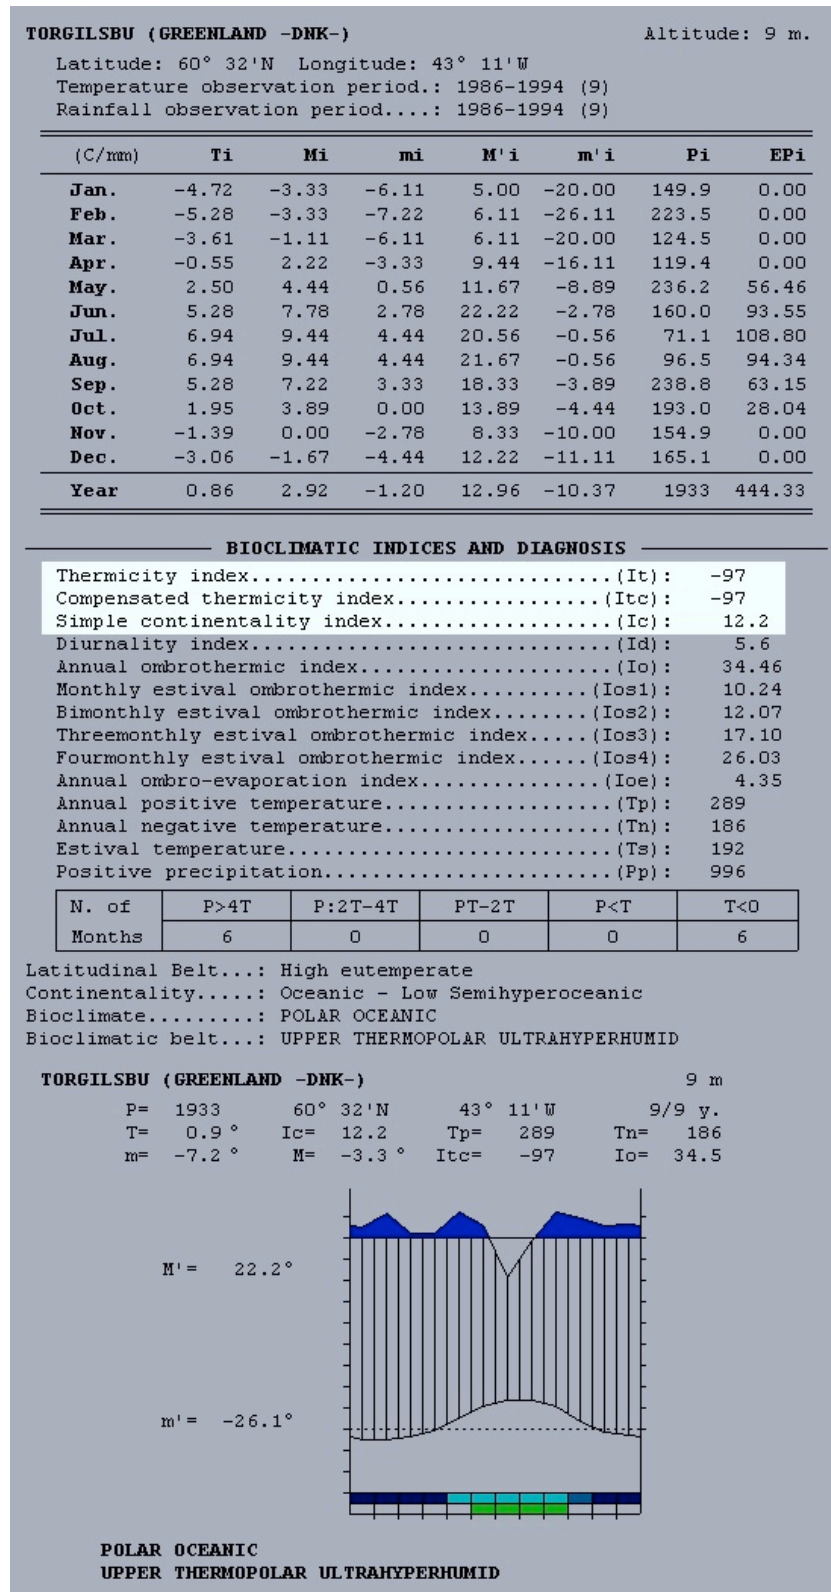 TORGILSBU (GREENLAND -DNK-) Altitude: 9 m.
Latitude: 60° 32'N Longitude: 43° 11'W
Temperature observation period.: 1986-1994 (9)
Rainfall observation period....: 1986-1994 (9)
(C/mm) Ti Mi mi M'i m'i Pi EPi
Jan. -4.72 -3.33 -6.11 5.00 -20.00 149.9 0.00
Feb. -5.28 -3.33 -7.22 6.11 -26.11 223.5 0.00
Mar. -3.61 -1.11 -6.11 6.11 -20.00 124.5 0.00
Apr. -0.55 2.22 -3.33 9.44 -16.11 119.4 0.00
May. 2.50 4.44 0.56 11.67 -8.89 236.2 56.46
Jun. 5.28 7.78 2.78 22.22 -2.78 160.0 93.55
Jul. 6.94 9.44 4.44 20.56 -0.56 71.1 108.80
Aug. 6.94 9.44 4.44 21.67 -0.56 96.5 94.34
Sep. 5.28 7.22 3.33 18.33 -3.89 238.8 63.15
Oct. 1.95 3.89 0.00 13.89 -4.44 193.0 28.04
Nov. -1.39 0.00 -2.78 8.33 -10.00 154.9 0.00
Dec. -3.06 -1.67 -4.44 12.22 -11.11 165.1 0.00
Year 0.86 2.92 -1.20 12.96 -10.37 1933 444.33
BIOCLIMATIC INDICES AND DIAGNOSIS
Thermicity index..............................(It): -97
Compensated thermicity index.................(Itc): -97
Simple continentality index...................(Ic): 12.2
Diurnality index..............................(Id): 5.6
Annual ombrothermic index.....................(Io): 34.46
Monthly estival ombrothermic index..........(Ios1): 10.24
Bimonthly estival ombrothermic index........(Ios2): 12.07
Threemonthly estival ombrothermic index.....(Ios3): 17.10
Fourmonthly estival ombrothermic index......(Ios4): 26.03
Annual ombro-evaporation index...............(Ioe): 4.35
Annual positive temperature...................(Tp): 289
Annual negative temperature...................(Tn): 186
Estival temperature...........................(Ts): 192
Positive precipitation........................(Pp): 996
N. of P>4T P:2T-4T PT-2T P<T T<0
Months 6 0 0 0 6
Latitudinal Belt...: High eutemperate
Continentality.....: Oceanic - Low Semihyperoceanic
Bioclimate.........: POLAR OCEANIC
Bioclimatic belt...: UPPER THERMOPOLAR ULTRAHYPERHUMID
TORGILSBU (GREENLAND -DNK-) 9 m
P= 1933 60° 32'N 43° 11'W 9/9 y.
T= 0.9 ° Ic= 12.2 Tp= 289 Tn= 186
m= -7.2 ° M= -3.3 ° Itc= -97 Io= 34.5
M'= 22.2°
m'= -26.1°
POLAR OCEANIC
UPPER THERMOPOLAR ULTRAHYPERHUMID